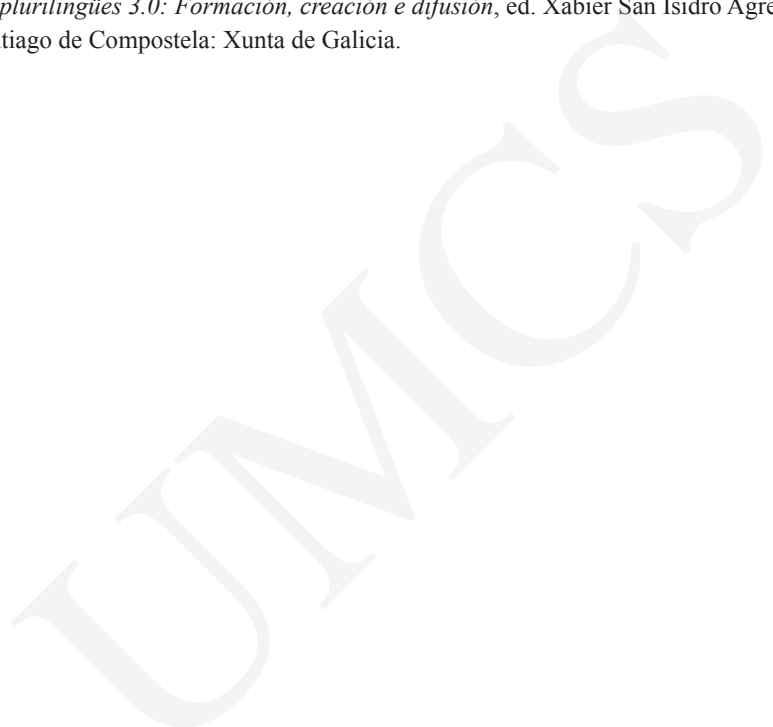 plurilingües 3.0: Formación, creación e difusión, ed. Xabier San Isidro Agre
tiago de Compostela: Xunta de Galicia.
UMCS